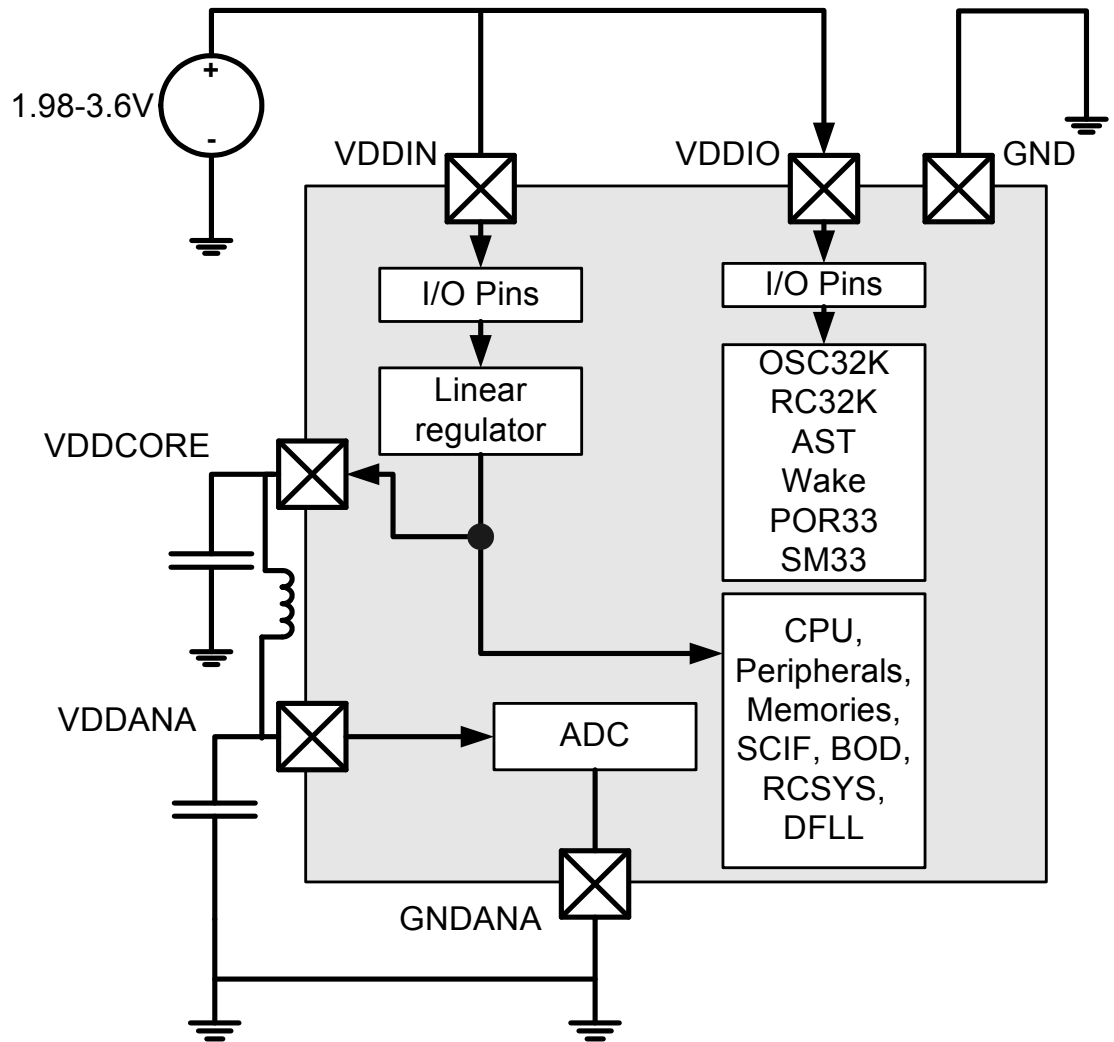 +
1.98-3.6V
-
VDDIN
VDDIO
GND
I/O Pins
I/O Pins
Linear
regulator
OSC32K
RC32K
AST
Wake
POR33
SM33
VDDCORE
CPU,
Peripherals,
Memories,
SCIF, BOD,
RCSYS,
DFLL
VDDANA
ADC
GNDANA